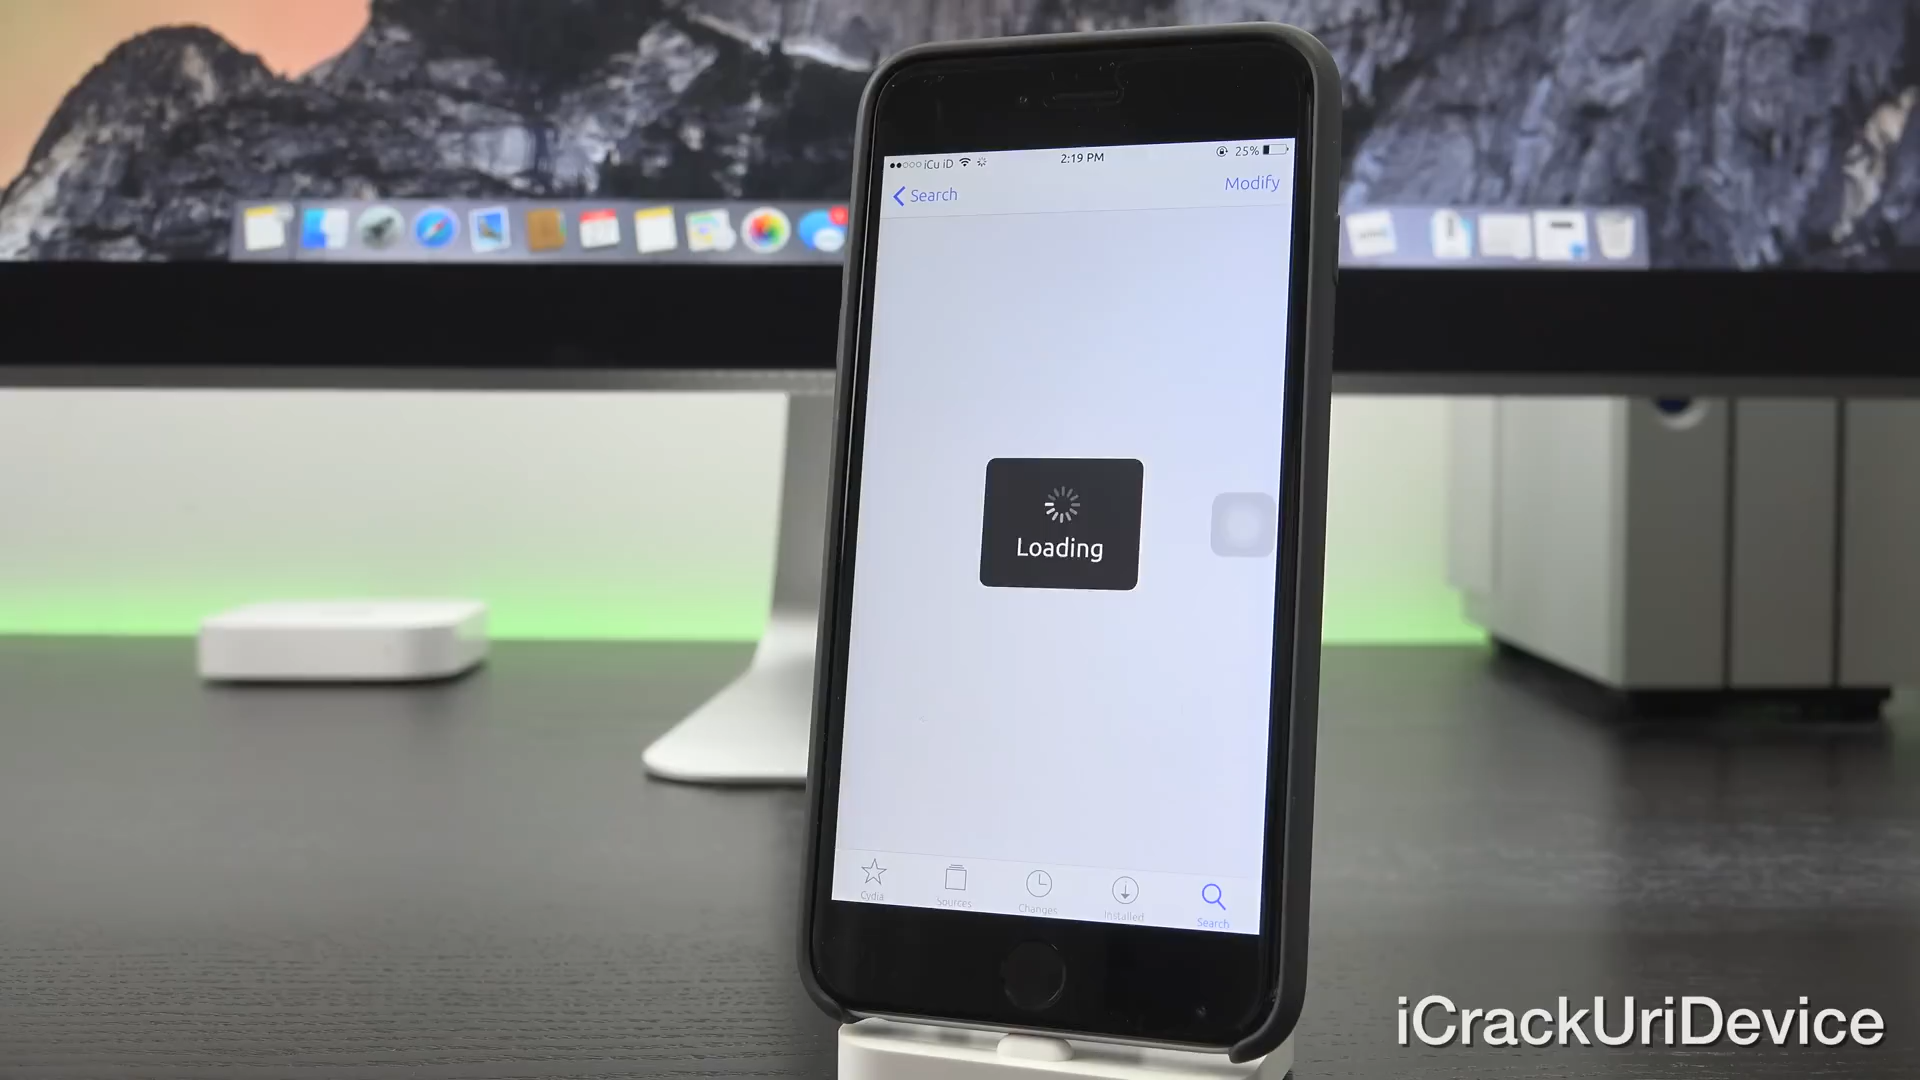 iCu iD
2:19 PM
25%
Search
Modify
Loading
Cydia
Sources
Changes
Installed
Search
iCrackUriDevice